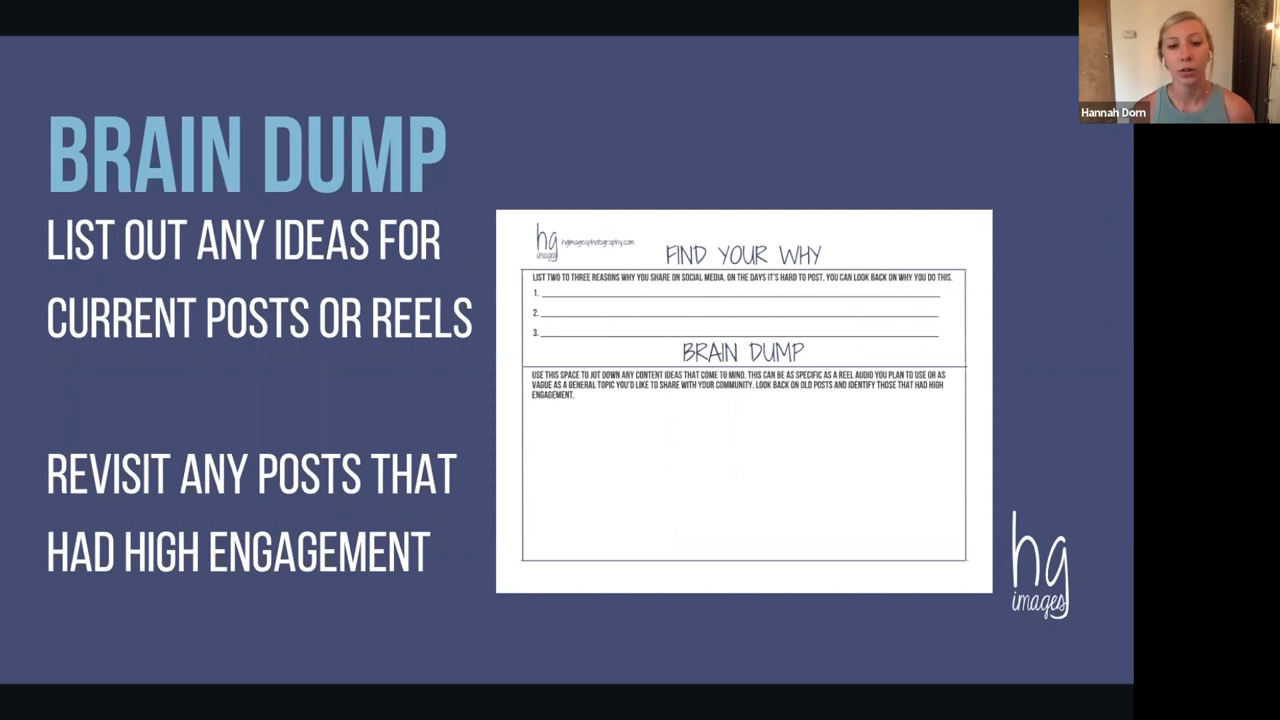 BRAIN DUMP
LIST OUT ANY IDEAS FOR
CURRENT POSTS OR REELS
REVISIT ANY POSTS THAT
HAD HIGH ENGAGEMENT
hg
images
hgimagesphotography.com
FIND YOUR WHY
LIST TWO TO THREE REASONS WHY YOU SHARE ON SOCIAL MEDIA. ON THE DAYS IT'S HARD TO POST, YOU CAN LOOK BACK ON WHY YOU DO THIS.
1.
2.
3.
BRAIN DUMP
USE THIS SPACE TO JOT DOWN ANY CONTENT IDEAS THAT COME TO MIND. THIS CAN BE AS SPECIFIC AS A REEL AUDIO YOU PLAN TO USE OR AS
VAGUE AS A GENERAL TOPIC YOU'D LIKE TO SHARE WITH YOUR COMMUNITY. LOOK BACK ON OLD POSTS AND IDENTIFY THOSE THAT HAD HIGH
ENGAGEMENT.
hg
images
Hannah Dorn